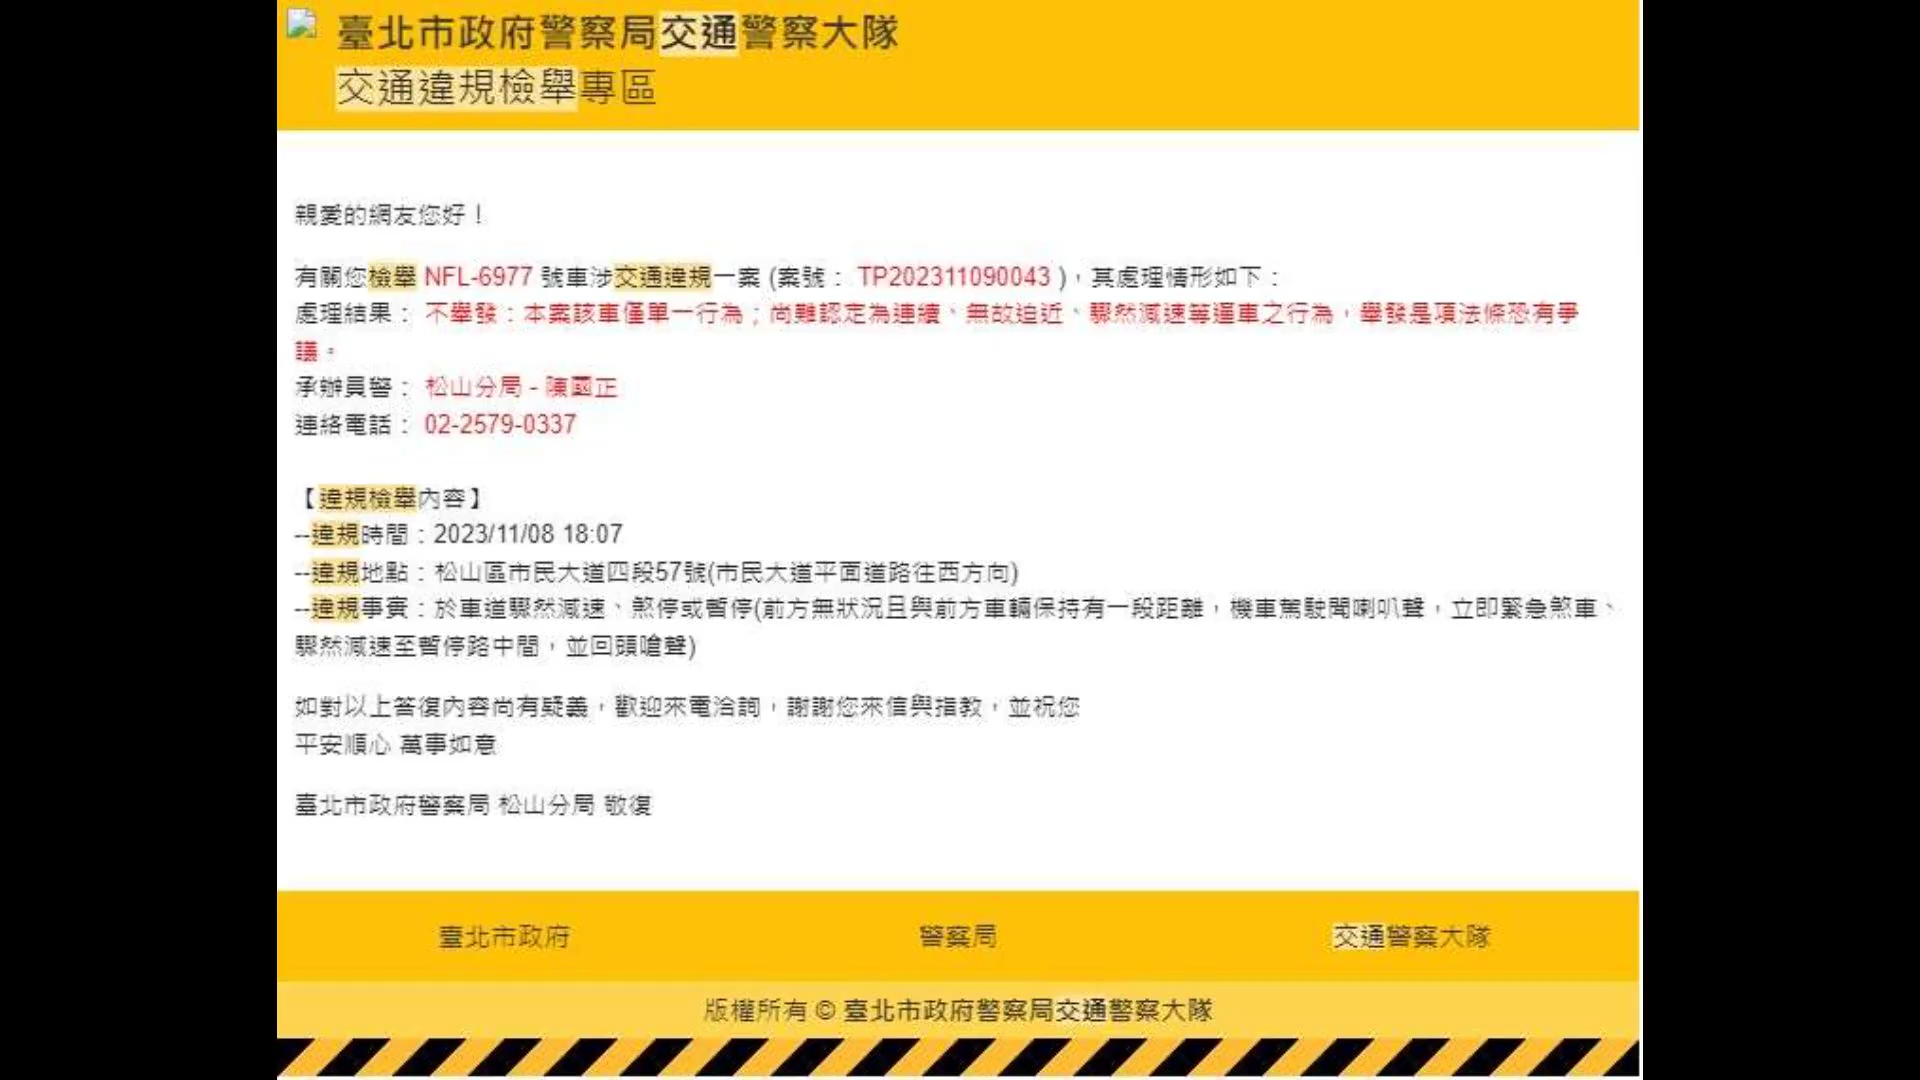 臺北市政府警察局交通警察大隊
交通違規檢舉專區
親愛的網友您好！
有關您檢舉 NFL-6977 號車涉交通違規一案 (案號： TP202311090043 )，其處理情形如下：
處理結果： 不舉發：本案該車僅單一行為；尚難認定為連續、無故迫近、驟然減速等逼車之行為，舉發是項法條恐有爭
議。
承辦員警： 松山分局 - 陳國正
連絡電話： 02-2579-0337
【違規檢舉內容】
--違規時間：2023/11/08 18:07
--違規地點：松山區市民大道四段57號(市民大道平面道路往西方向)
--違規事實：於車道驟然減速、煞停或暫停(前方無狀況且與前方車輛保持有一段距離，機車駕駛聞喇叭聲，立即緊急煞車、
驟然減速至暫停路中間，並回頭嗆聲)
如對以上答復內容尚有疑義，歡迎來電洽詢，謝謝您來信與指教，並祝您
平安順心 萬事如意
臺北市政府警察局 松山分局 敬復
臺北市政府
警察局
交通警察大隊
版權所有 © 臺北市政府警察局交通警察大隊